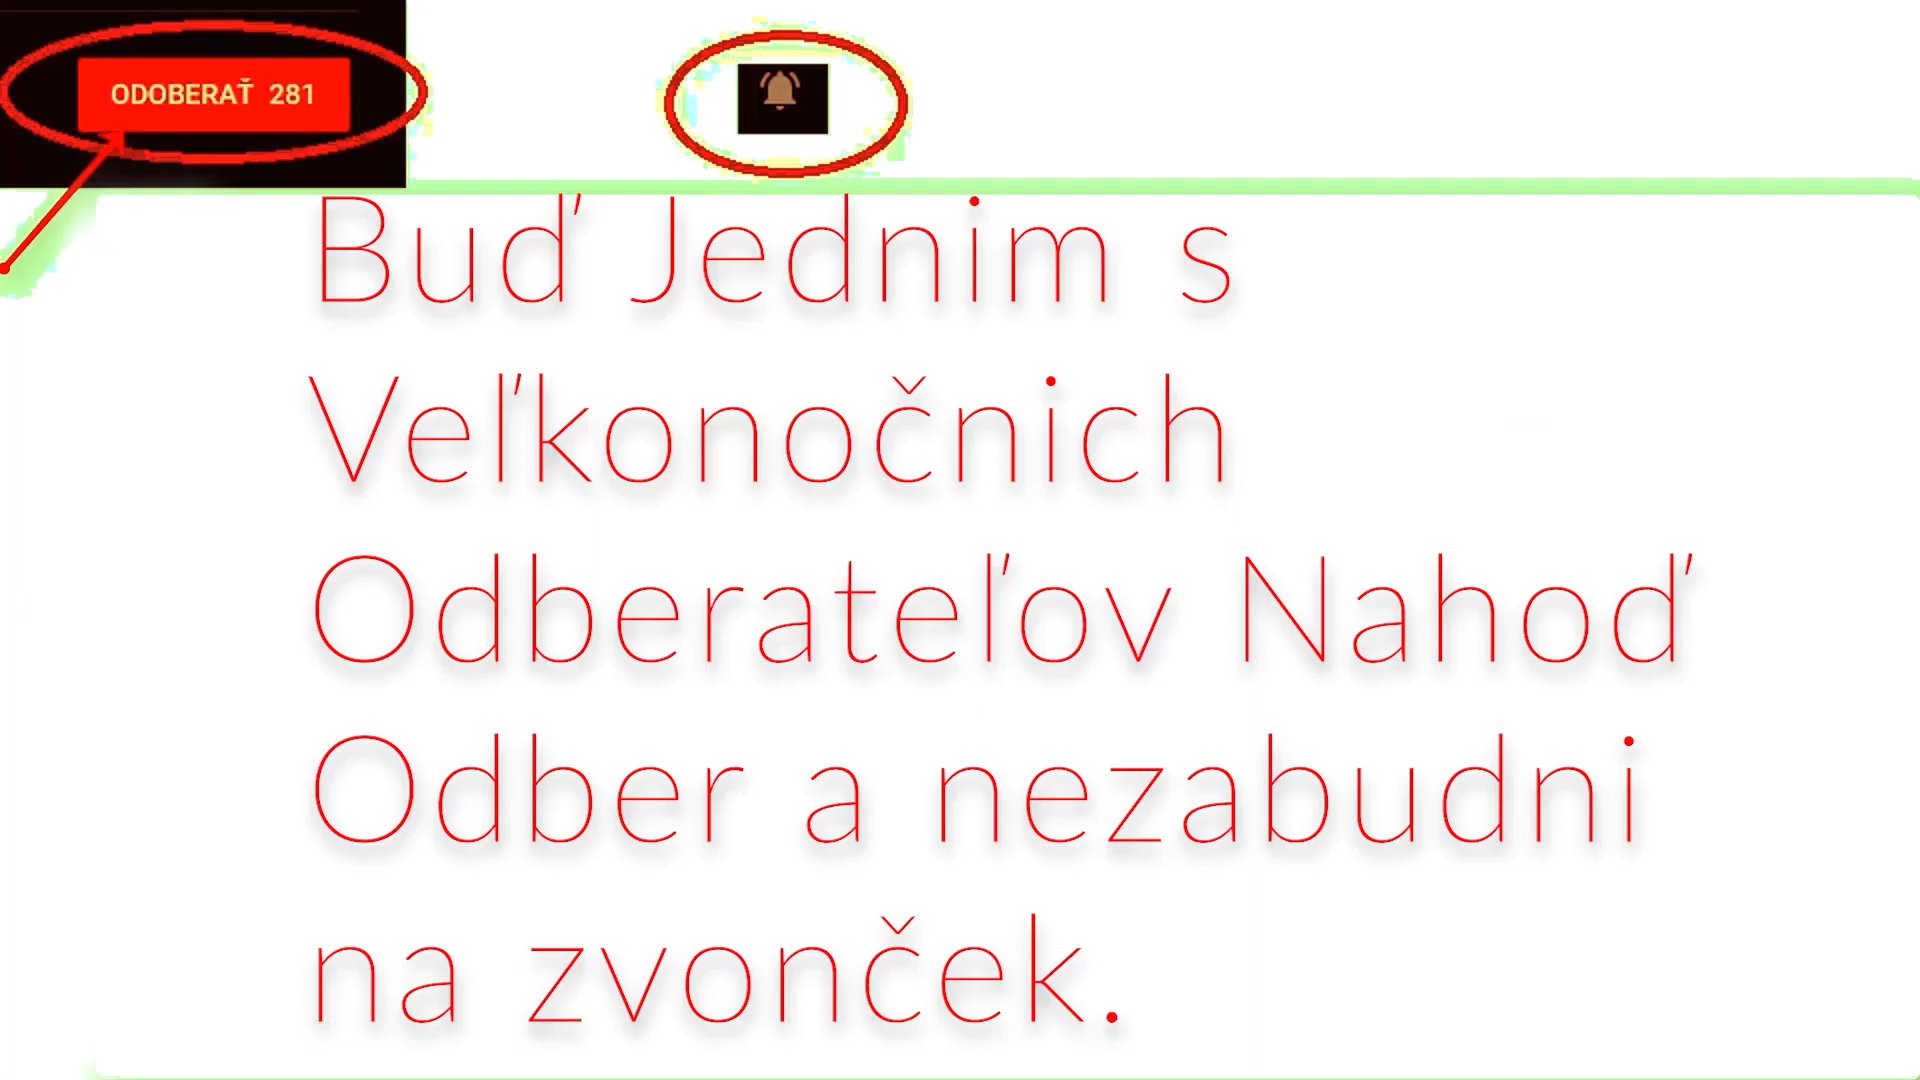 ODOBERAŤ 281
Buď Jednim s
Veľkonočnich
Odberateľov Nahoď
Odber a nezabudni
na zvonček.